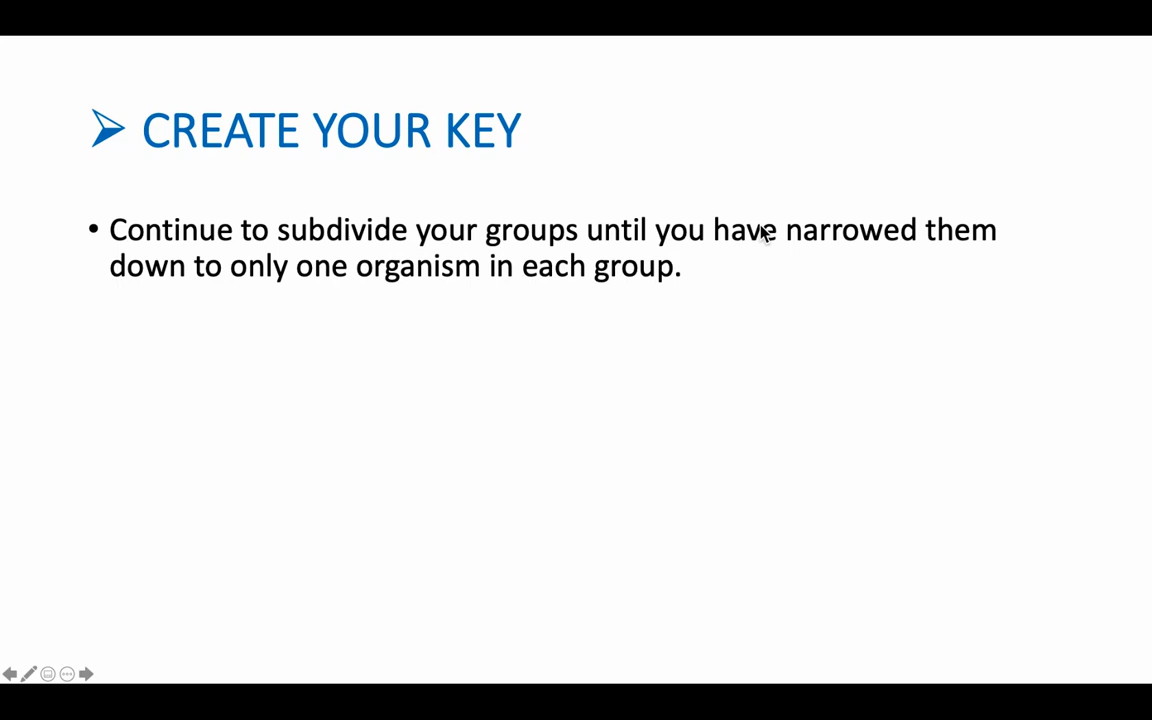 CREATE YOUR KEY
• Continue to subdivide your groups until you have narrowed them
down to only one organism in each group.